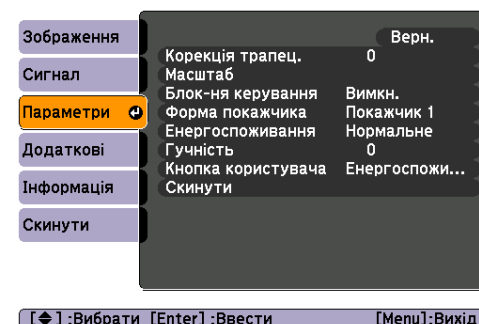 Зображення
Сигнал
Параметри
Додаткові
Інформація
Скинути
Верн.
Корекція трапец. 0
Масштаб
Блок-ня керування Вимкн.
Форма покажчика Покажчик 1
Енергоспоживання Нормальне
Гучність 0
Кнопка користувача Енергоспожи...
Скинути
[◆] :Вибрати [Enter] :Ввести [Menu]:Вихід